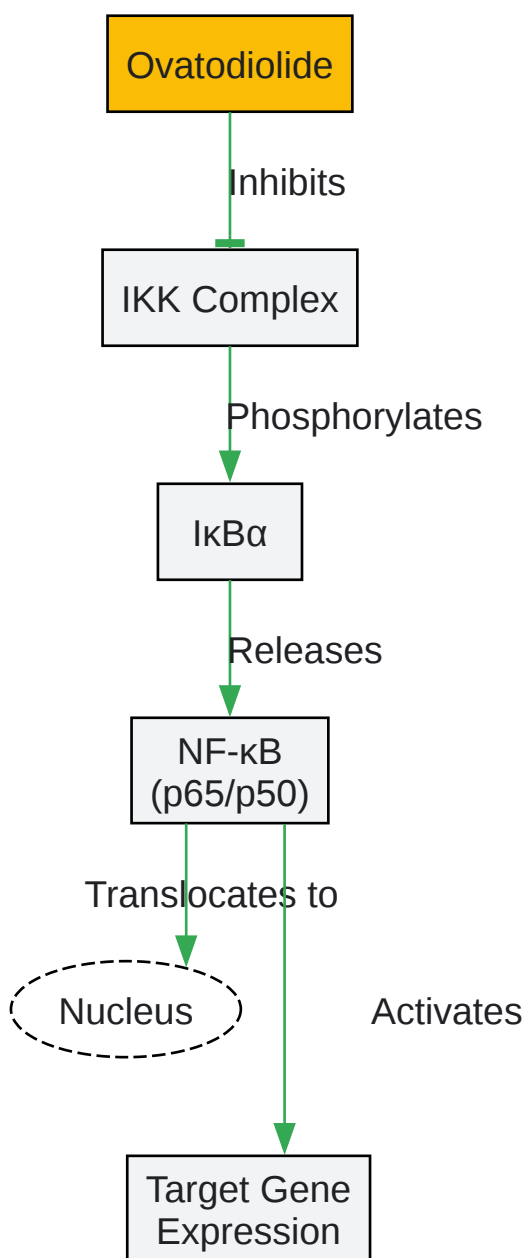 Ovatodiolide
Inhibits
IKK Complex
Phosphorylates
IκBα
Releases
NF-κB
(p65/p50)
Translocates to
Nucleus
Activates
Target Gene
Expression